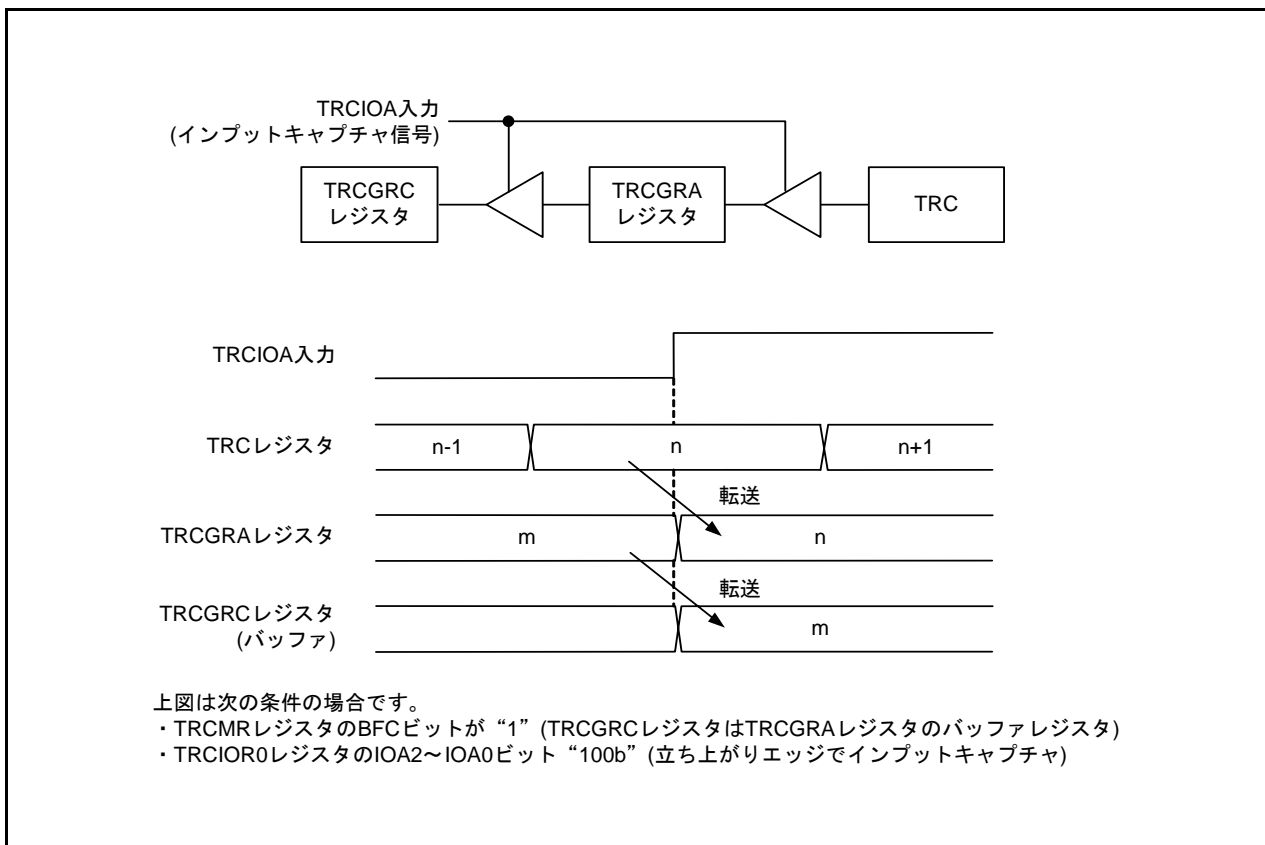 TRCIOA入力
(インプットキャプチャ信号)
TRCGRC
レジスタ
TRCGRA
レジスタ
TRC
TRCIOA入力
TRCレジスタ
n-1
n
n+1
転送
TRCGRAレジスタ
m
n
転送
TRCGRCレジスタ
(バッファ)
m
上図は次の条件の場合です。
・TRCMRレジスタのBFCビットが“1” (TRCGRCレジスタはTRCGRAレジスタのバッファレジスタ)
・TRCIOR0レジスタのIOA2～IOA0ビット“100b” (立ち上がりエッジでインプットキャプチャ)